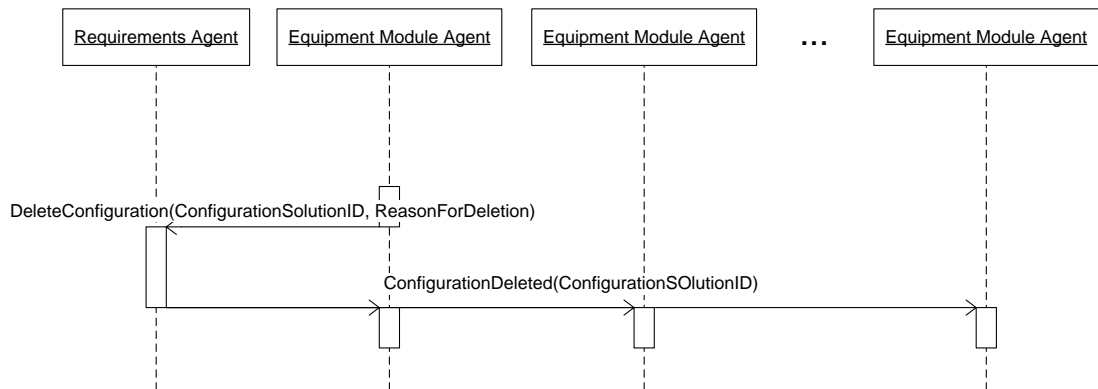 Requirements Agent
Equipment Module Agent
Equipment Module Agent
...
Equipment Module Agent
DeleteConfiguration(ConfigurationSolutionID, ReasonForDeletion)
ConfigurationDeleted(ConfigurationSOlutionID)